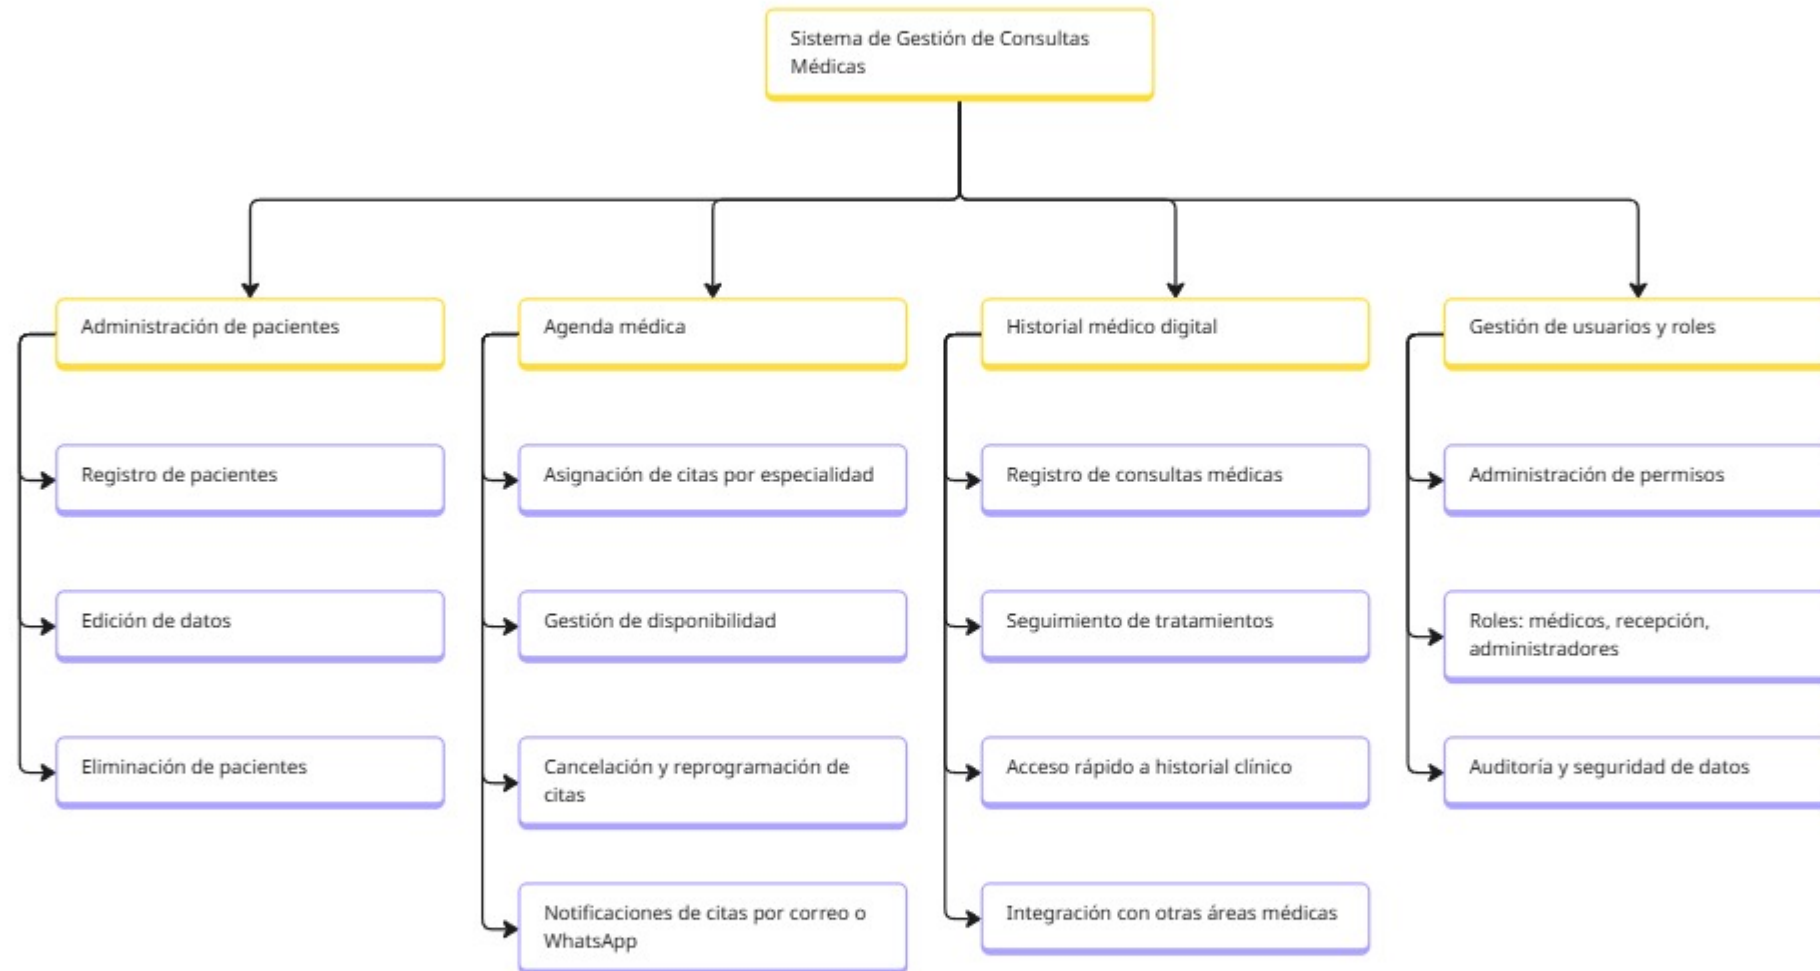 Sistema de Gestión de Consultas
Médicas
Administración de pacientes
Registro de pacientes
Edición de datos
Eliminación de pacientes
Agenda médica
Asignación de citas por especialidad
Gestión de disponibilidad
Cancelación y reprogramación de
citas
Notificaciones de citas por correo o
WhatsApp
Historial médico digital
Registro de consultas médicas
Seguimiento de tratamientos
Acceso rápido a historial clínico
Integración con otras áreas médicas
Gestión de usuarios y roles
Administración de permisos
Roles: médicos, recepción,
administradores
Auditoría y seguridad de datos